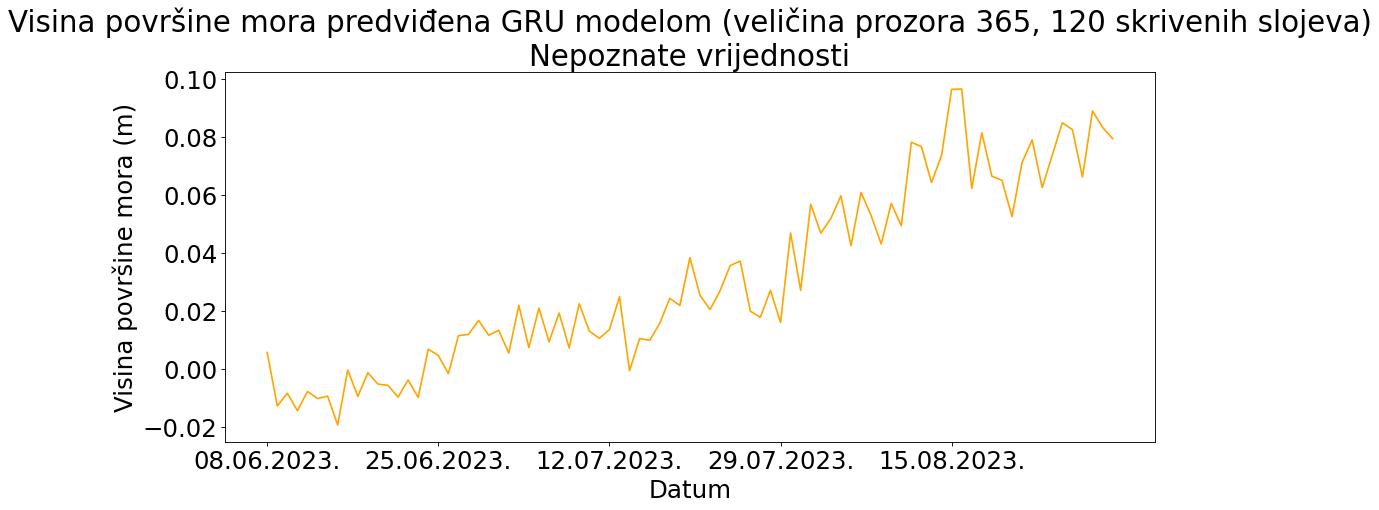 Visina površine mora predviđena GRU modelom (veličina prozora 365, 120 skrivenih slojeva)
Nepoznate vrijednosti
Visina površine mora (m)
0.10
0.08
0.06
0.04
0.02
0.00
−0.02
08.06.2023. 25.06.2023. 12.07.2023. 29.07.2023. 15.08.2023.
Datum